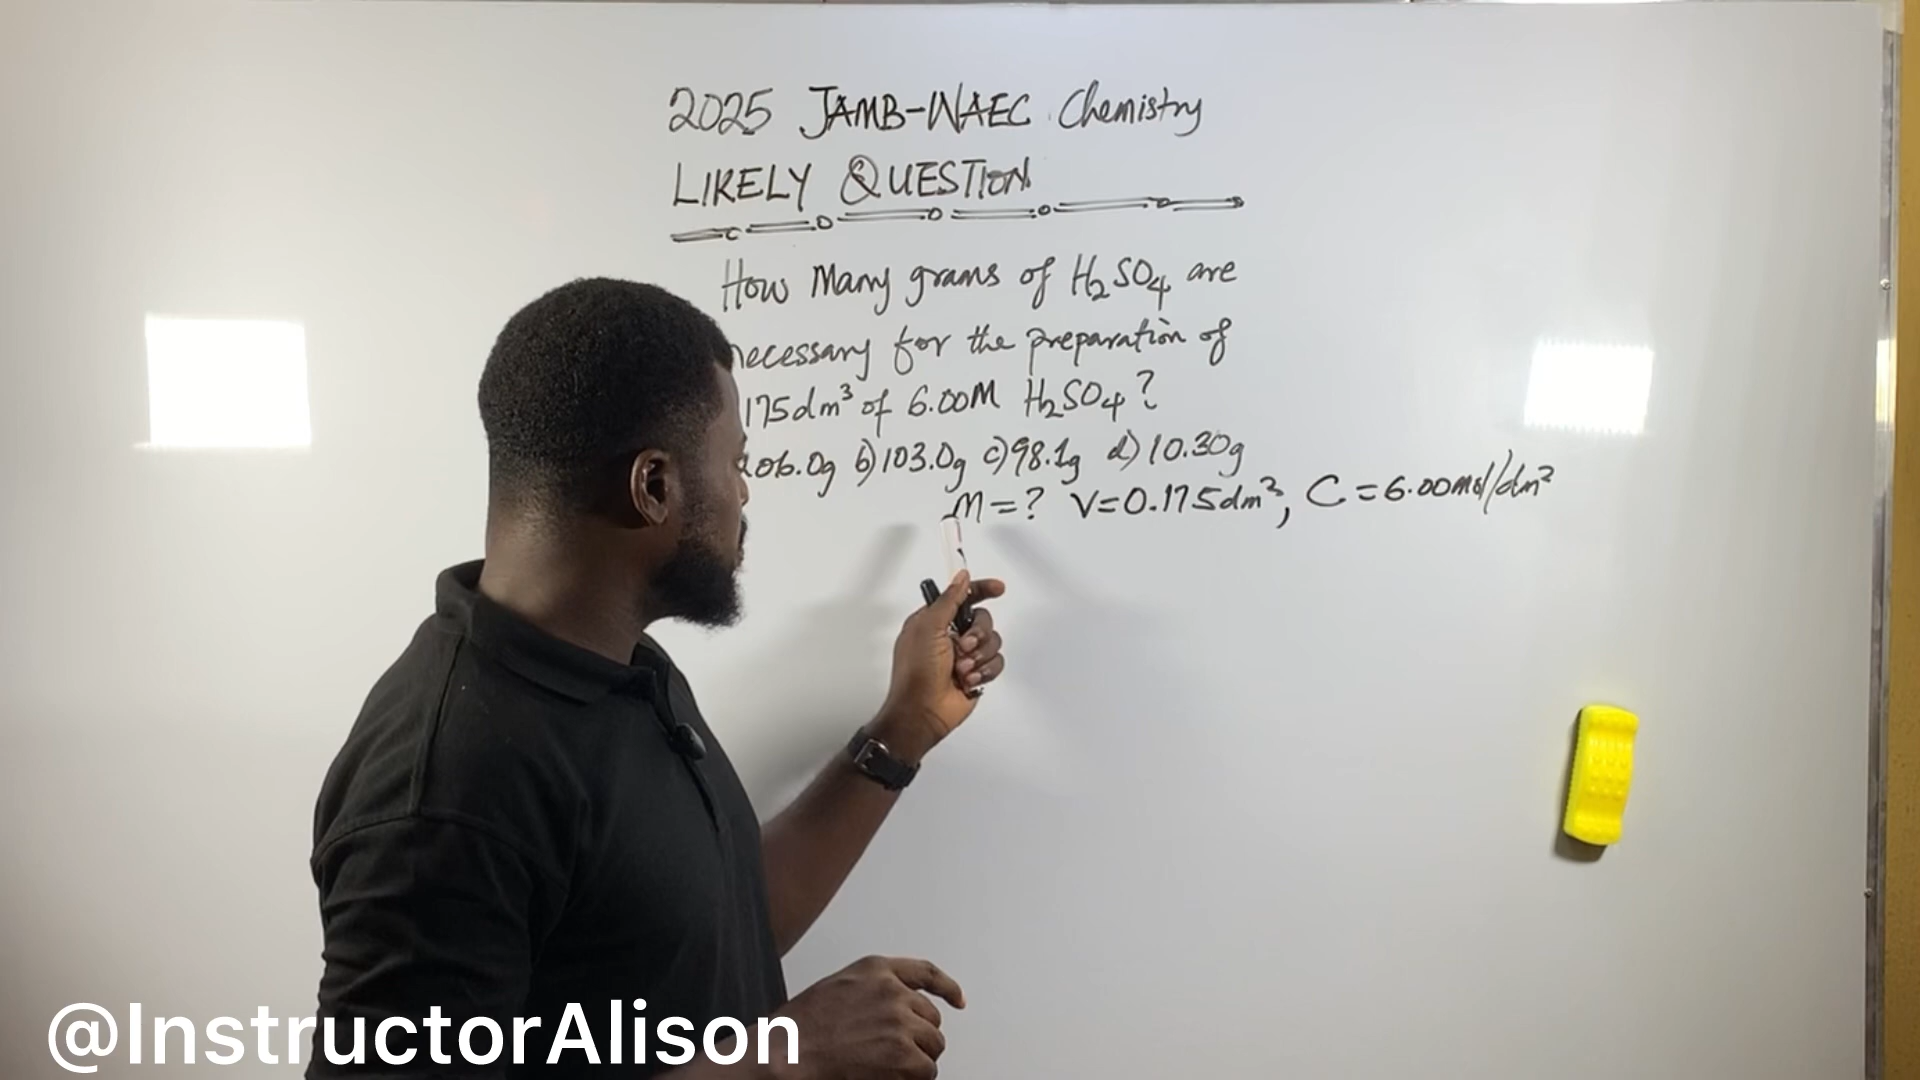 2025 JAMB-WAEC Chemistry
LIKELY QUESTION
How Many grams of H₂SO₄ are
necessary for the preparation of
175dm³ of 6.00M H₂SO₄?
206.0g b)103.0g c)98.1g d)10.30g
M=? V=0.175dm³, C=6.00mol/dm³
@InstructorAlison